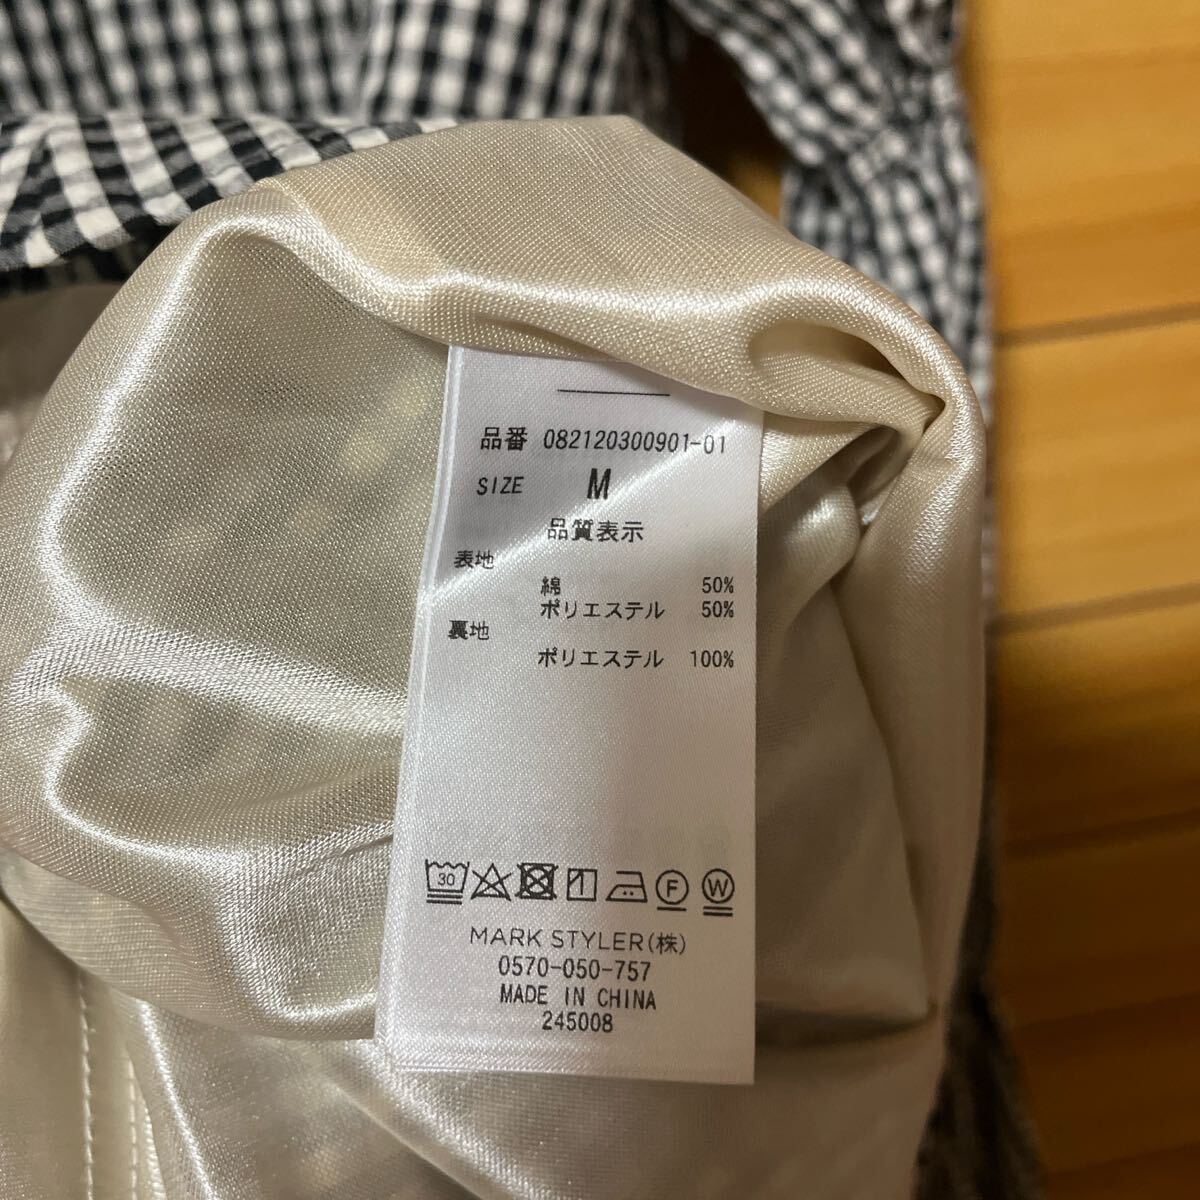 品番 082120300901-01
SIZE M
品質表示
表地
綿 50%
ポリエステル 50%
裏地
ポリエステル 100%
30 F W
MARK STYLER(株)
0570-050-757
MADE IN CHINA
245008